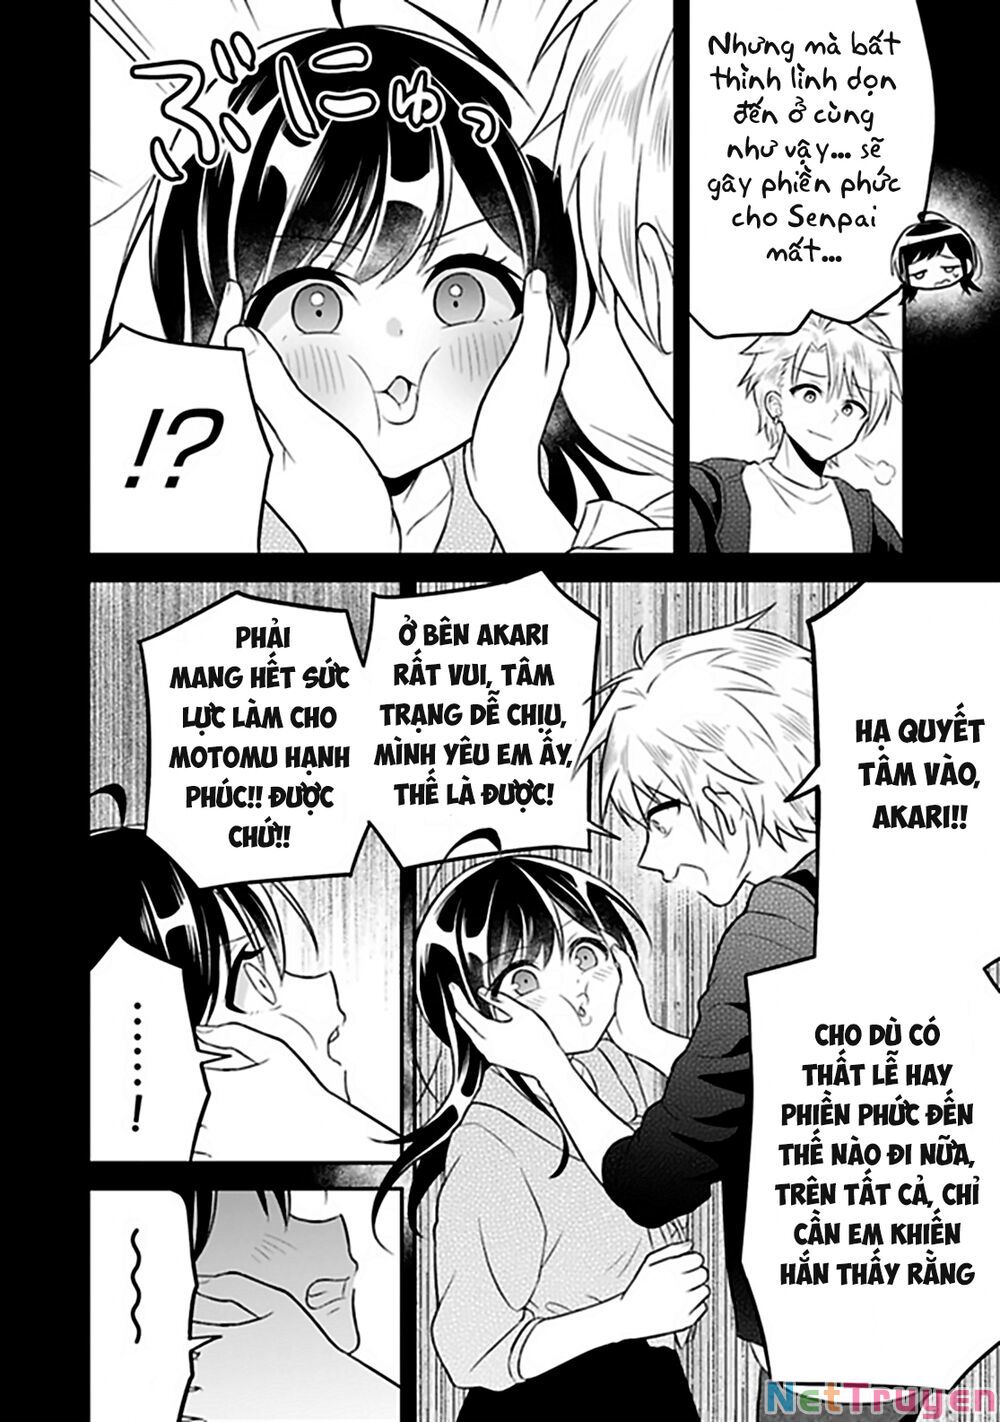 Nhưng mà bất
thình lình dọn
đến ở cùng
như vậy... sẽ
gây phiền phức
cho Senpai
mất...
ぶにゅっ
!?
HẠ QUYẾT
TÂM VÀO,
AKARI!!
CHO DÙ CÓ
THẤT LỄ HAY
PHIỀN PHỨC ĐẾN
THẾ NÀO ĐI NỮA,
TRÊN TẤT CẢ, CHỈ
CẦN EM KHIẾN
HẮN THẤY RẰNG
Ở BÊN AKARI
RẤT VUI, TÂM
TRẠNG DỄ CHỊU,
MÌNH YÊU EM ẤY,
THẾ LÀ ĐƯỢC!
PHẢI
MANG HẾT SỨC
LỰC LÀM CHO
MOTOMU HẠNH
PHÚC!! ĐƯỢC
CHỨ!!
......!
~~!
NetTruyen